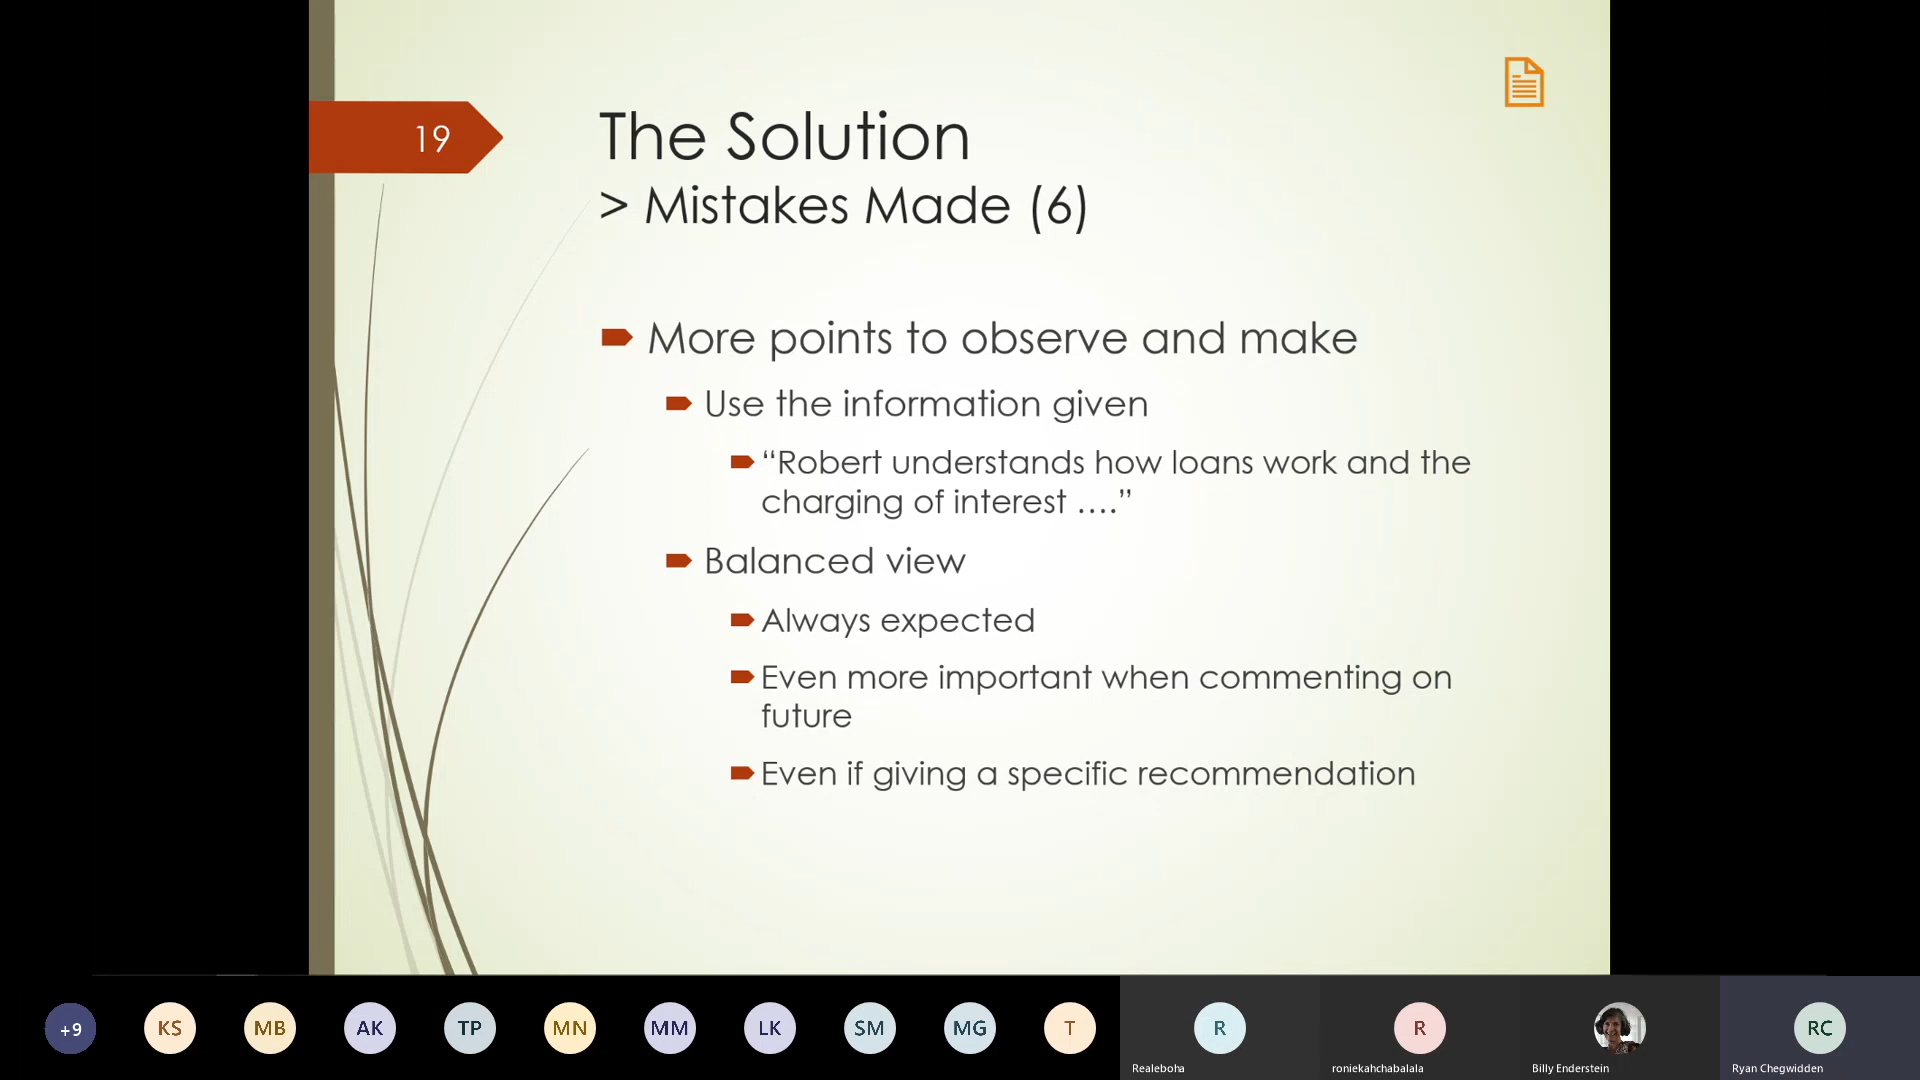 19
The Solution
> Mistakes Made (6)
More points to observe and make
Use the information given
“Robert understands how loans work and the
charging of interest ….”
Balanced view
Always expected
Even more important when commenting on
future
Even if giving a specific recommendation
+9
KS
MB
AK
TP
MN
MM
LK
SM
MG
T
R
R
RC
Realeboha
roniekahchabalala
Billy Enderstein
Ryan Chegwidden